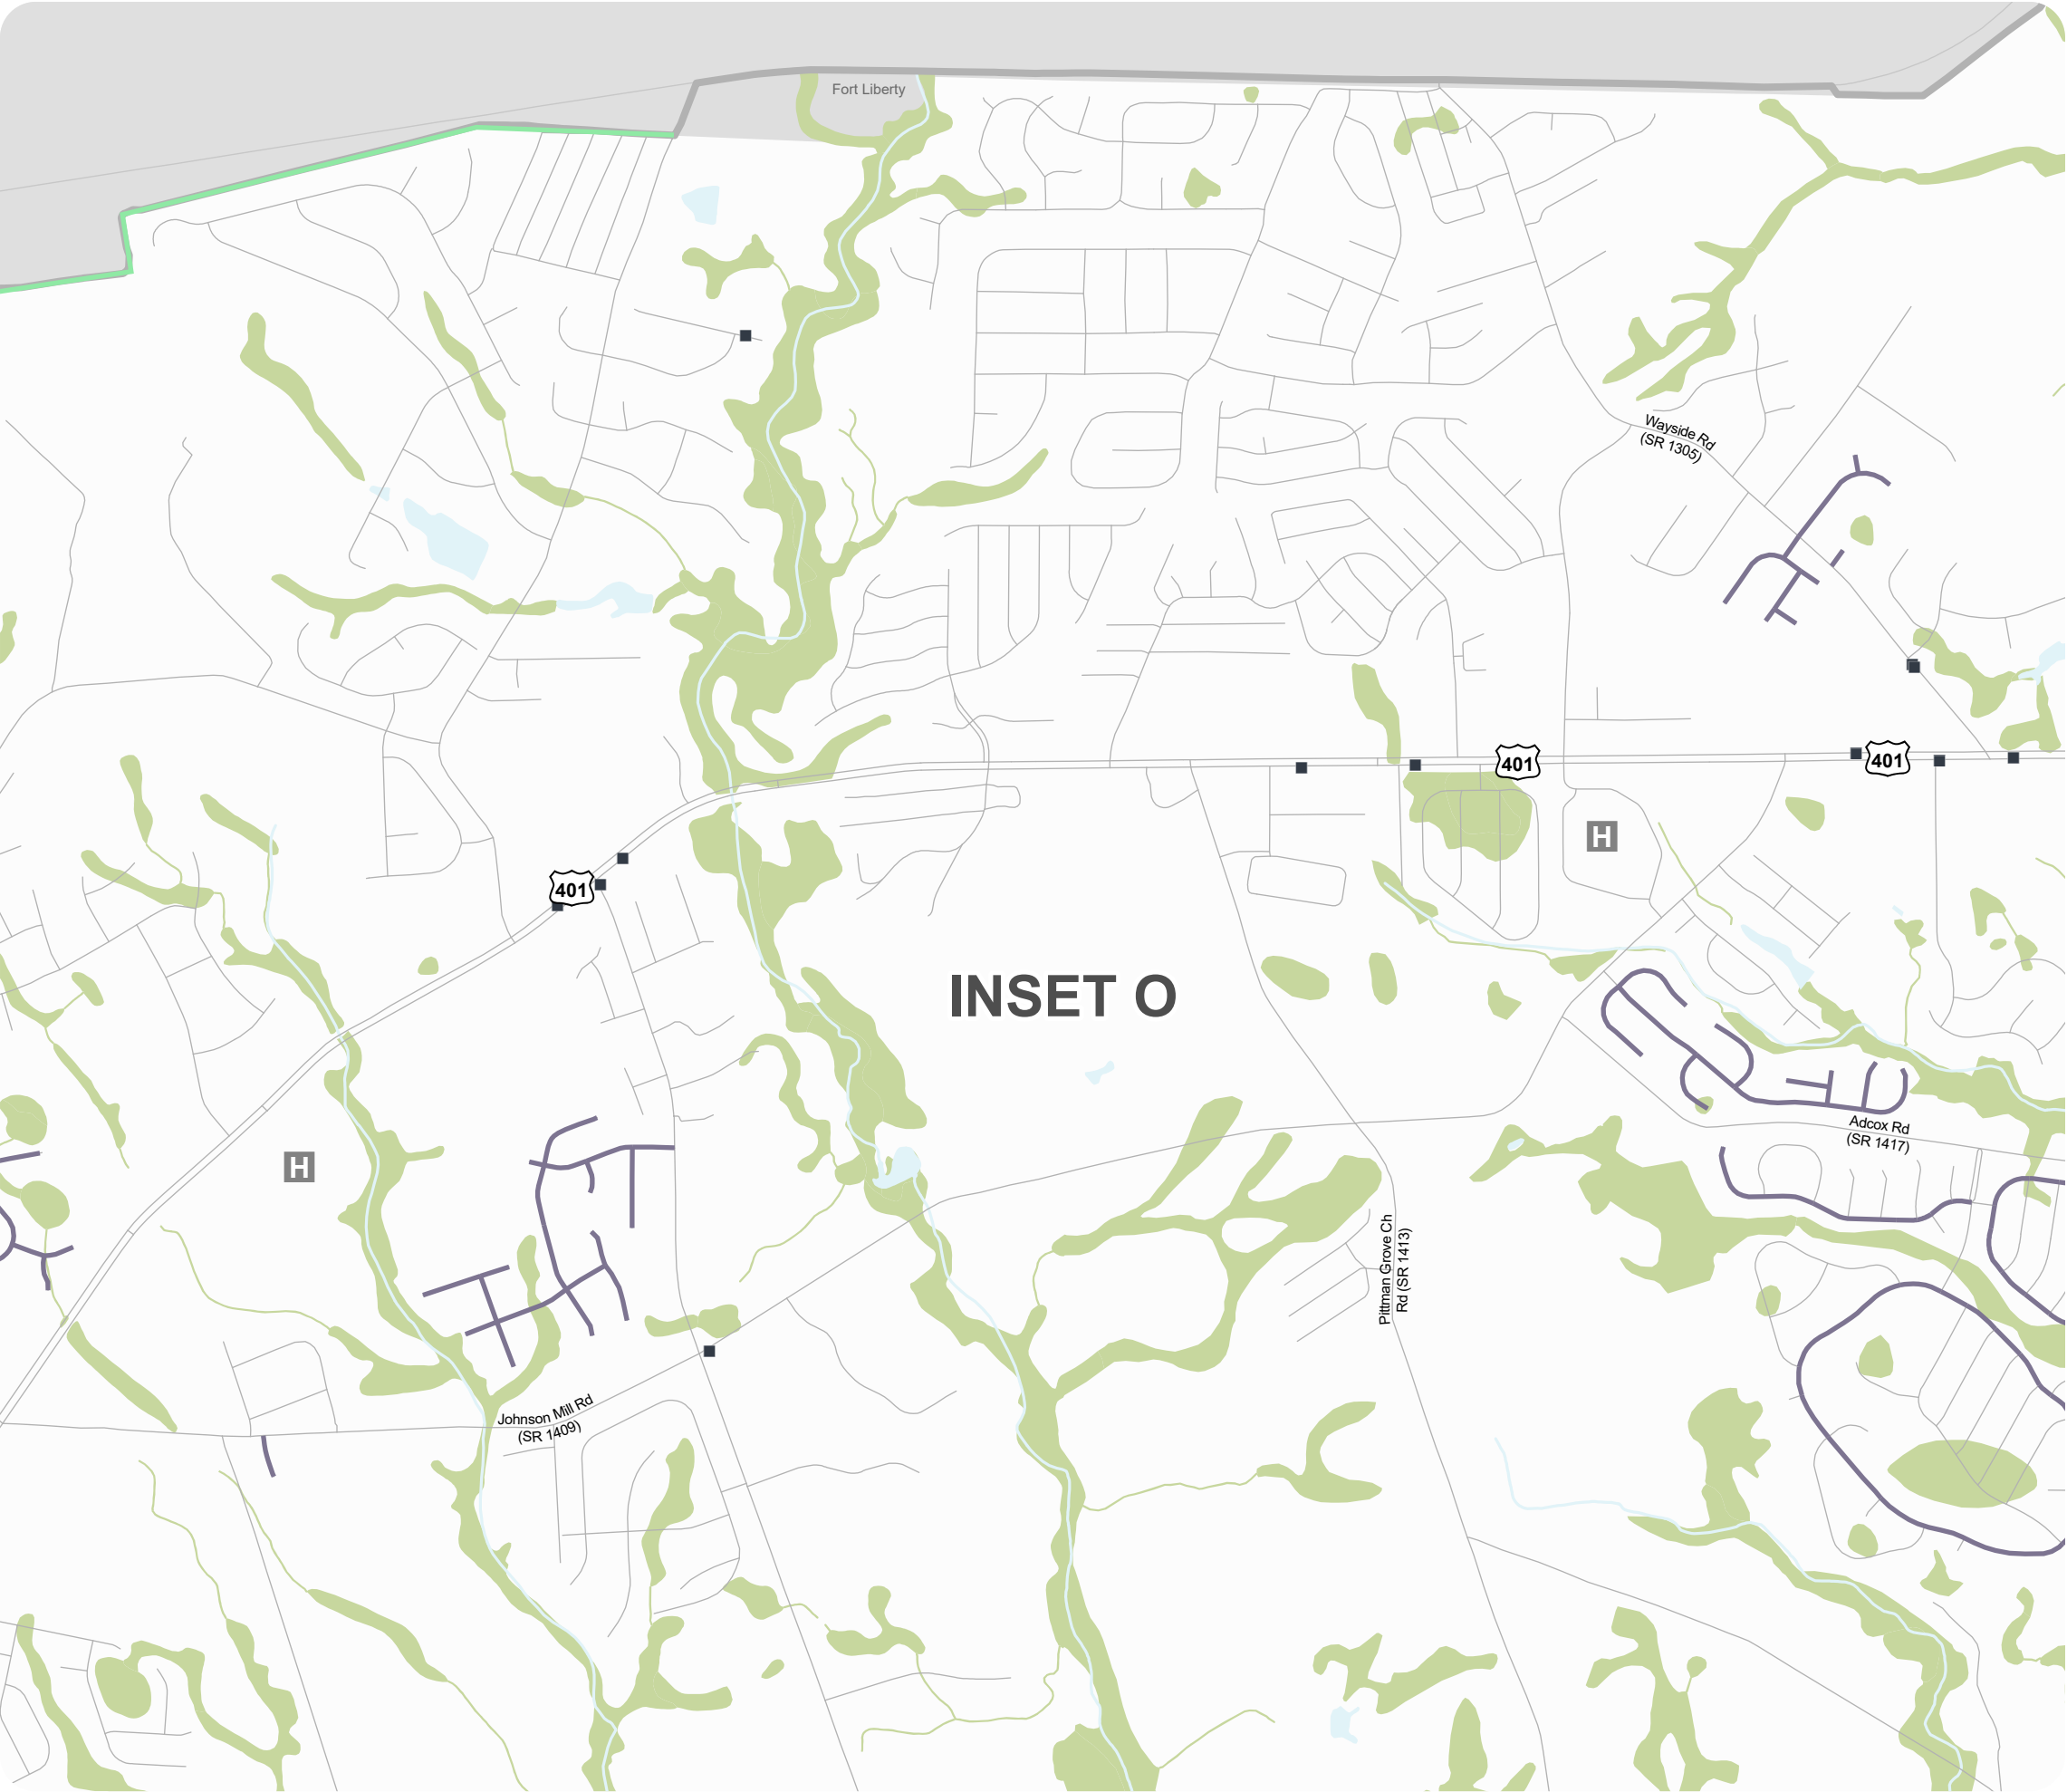 Fort Liberty
Wayside Rd
(SR 1305)
401
401
H
401
INSET O
Adcox Rd
(SR 1417)
H
Pittman Grove Ch
Rd (SR 1413)
Johnson Mill Rd
(SR 1409)